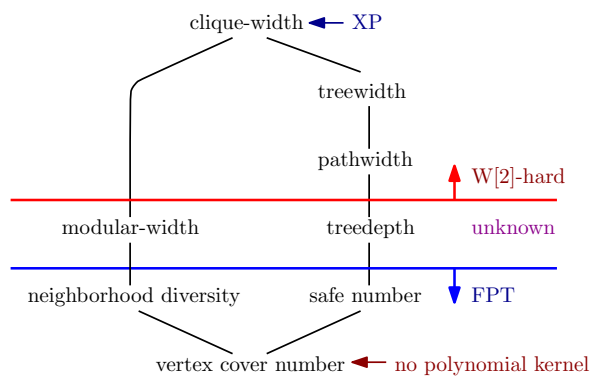 clique-width XP
treewidth
pathwidth
W[2]-hard
modular-width treedepth unknown
neighborhood diversity safe number FPT
vertex cover number no polynomial kernel